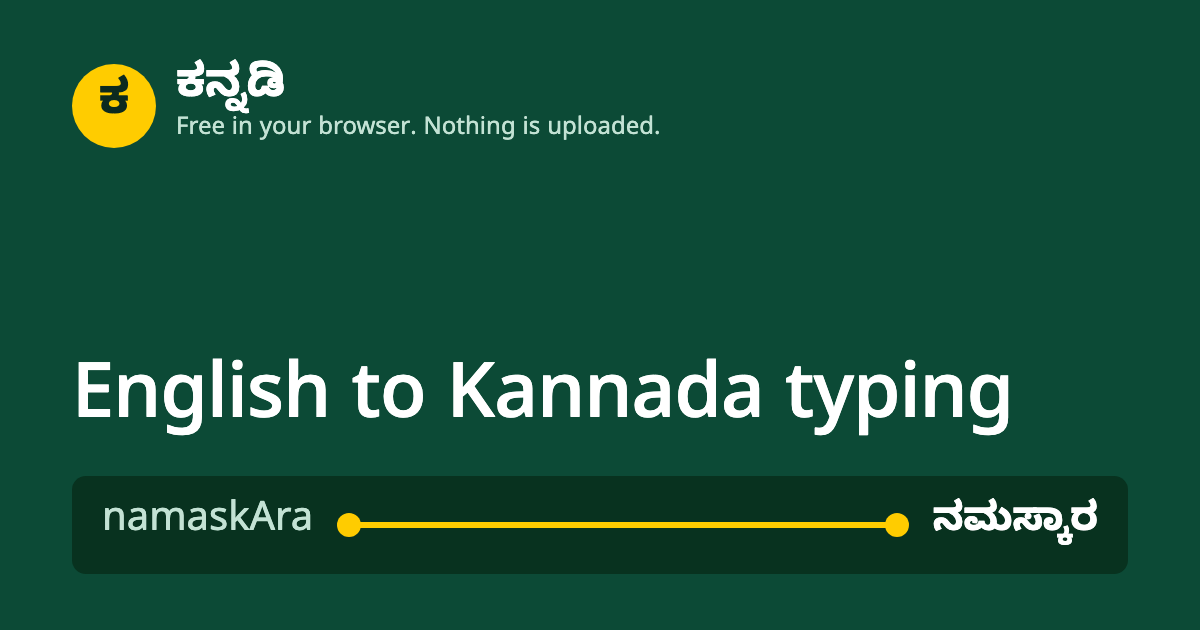 ಕ
ಕನ್ನಡಿ
Free in your browser. Nothing is uploaded.
English to Kannada typing
namaskAra ನಮಸ್ಕಾರ